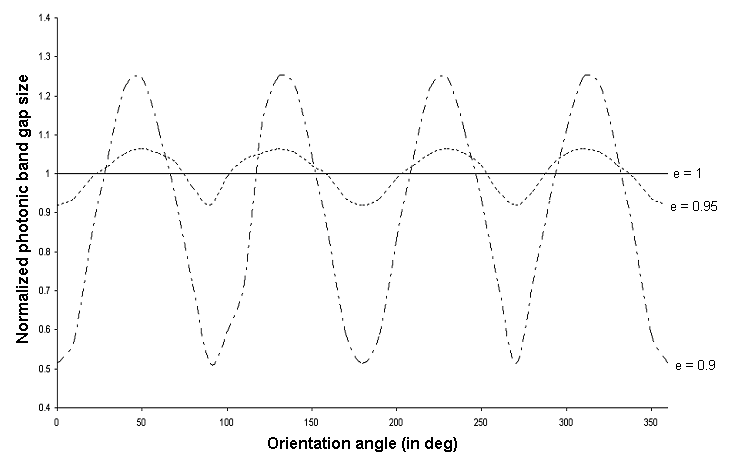 Normalized photonic band gap size
1.4
1.3
1.2
1.1
1
0.9
0.8
0.7
0.6
0.5
0.4
e = 1
e = 0.95
e = 0.9
0 50 100 150 200 250 300 350
Orientation angle (in deg)